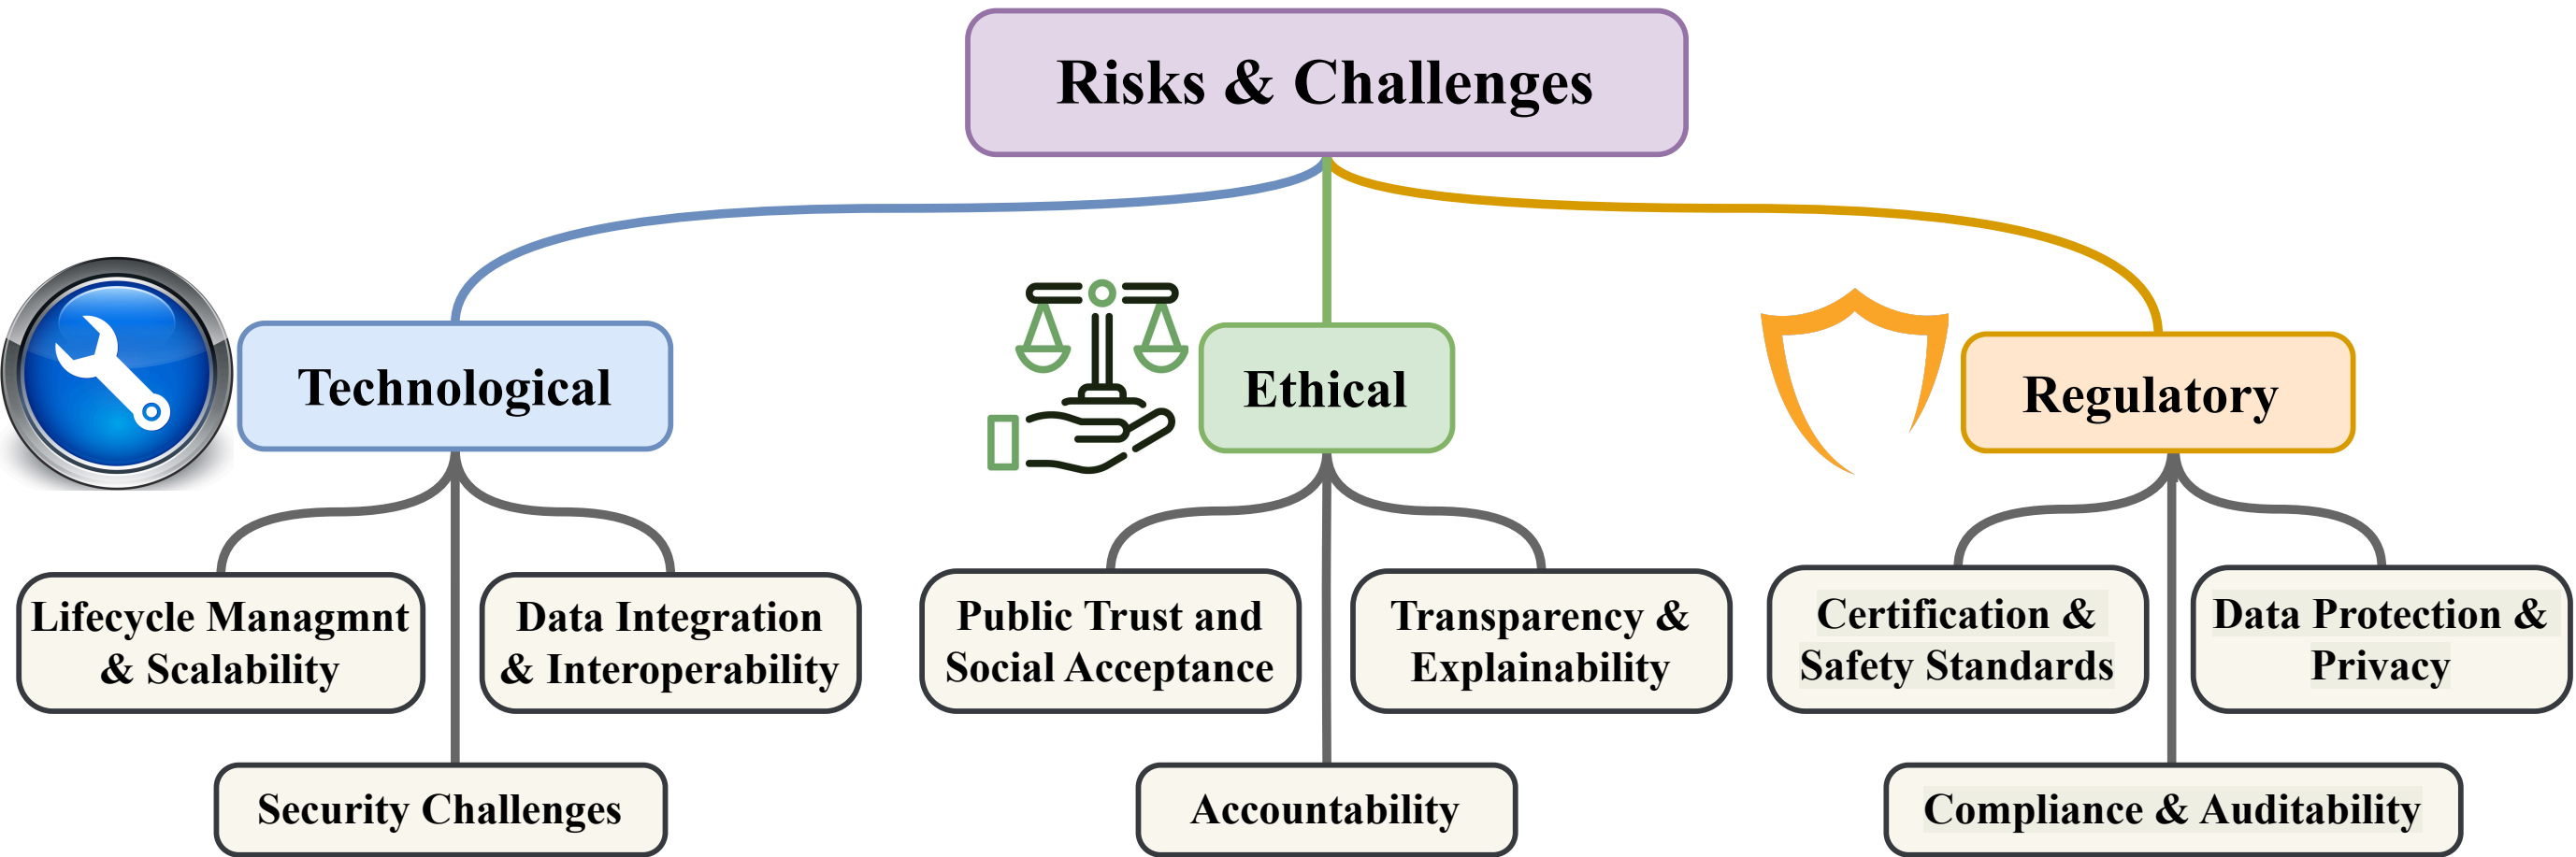 Risks & Challenges
Technological
Ethical
Regulatory
Lifecycle Managmnt
& Scalability
Data Integration
& Interoperability
Public Trust and
Social Acceptance
Transparency &
Explainability
Certification &
Safety Standards
Data Protection &
Privacy
Security Challenges
Accountability
Compliance & Auditability